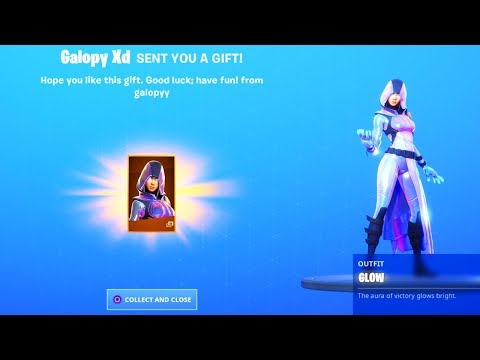 Galopy Xd SENT YOU A GIFT!
Hope you like this gift. Good luck; have fun! from
galopyy
COLLECT AND CLOSE
OUTFIT
GLOW
The aura of victory glows bright.